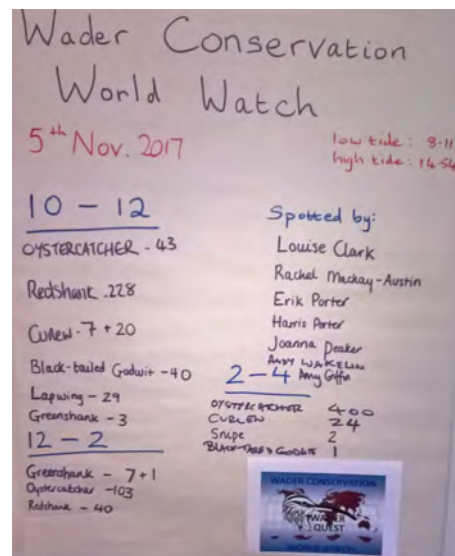 Wader Conservation
World Watch
5th Nov. 2017
low tide: 8.11
high tide: 14.54
10 - 12
OYSTERCATCHER - 43
Redshank . 228
Curlew - 7 + 20
Black-tailed Godwit - 40
Lapwing - 29
Greenshank - 3
12 - 2
Greenshank - 7+1
Oystercatcher -103
Redshank - 40
Spotted by:
Louise Clark
Rachel Mackay-Austin
Erik Porter
Harris Porter
Joanna Peaker
ANDY WAKELIN
Amy Giffin
2 - 4
OYSTERCATCHER 400
CURLEW 24
Snipe 2
BLACK-TAILED GODWIT 1
WADER CONSERVATION
WADER
QUEST
WORLD WATCH